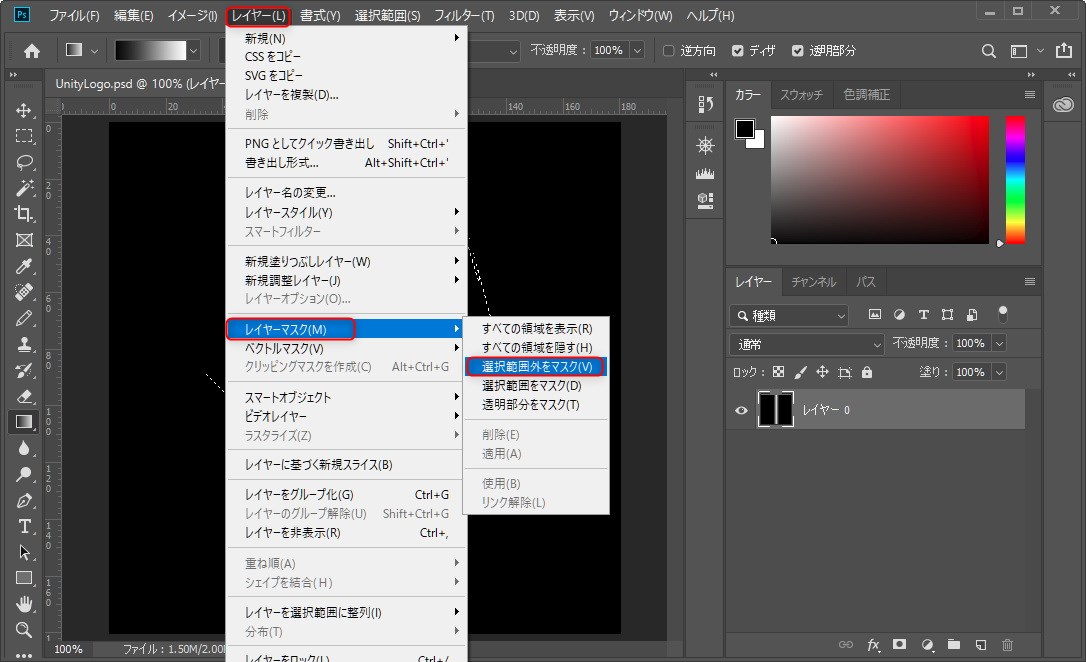 Ps ファイル(F) 編集(E) イメージ(I) レイヤー(L) 書式(Y) 選択範囲(S) フィルター(T) 3D(D) 表示(V) ウィンドウ(W) ヘルプ(H)
不透明度： 100% 逆方向 ディザ 透明部分
UnityLogo.psd @ 100% (レイヤー
0 20 140 160 180
0
20
40
60
80
100
120
140
160
新規(N)
CSS をコピー
SVG をコピー
レイヤーを複製(D)...
削除
PNG としてクイック書き出し Shift+Ctrl+'
書き出し形式... Alt+Shift+Ctrl+'
レイヤー名の変更...
レイヤースタイル(Y)
スマートフィルター
新規塗りつぶしレイヤー(W)
新規調整レイヤー(J)
レイヤーオプション(O)...
レイヤーマスク(M)
ベクトルマスク(V)
クリッピングマスクを作成(C) Alt+Ctrl+G
スマートオブジェクト
ビデオレイヤー
ラスタライズ(Z)
レイヤーに基づく新規スライス(B)
レイヤーをグループ化(G) Ctrl+G
レイヤーのグループ解除(U) Shift+Ctrl+G
レイヤーを非表示(R) Ctrl+,
重ね順(A)
シェイプを結合(H)
レイヤーを選択範囲に整列(I)
分布(T)
レイヤーをロック(L) Ctrl+/
すべての領域を表示(R)
すべての領域を隠す(H)
選択範囲外をマスク(V)
選択範囲をマスク(D)
透明部分をマスク(T)
削除(E)
適用(A)
使用(B)
リンク解除(L)
カラー スウォッチ 色調補正
レイヤー チャンネル パス
種類
通常 不透明度： 100%
ロック： 塗り： 100%
レイヤー 0
fx
100% ファイル : 1.50M/2.00